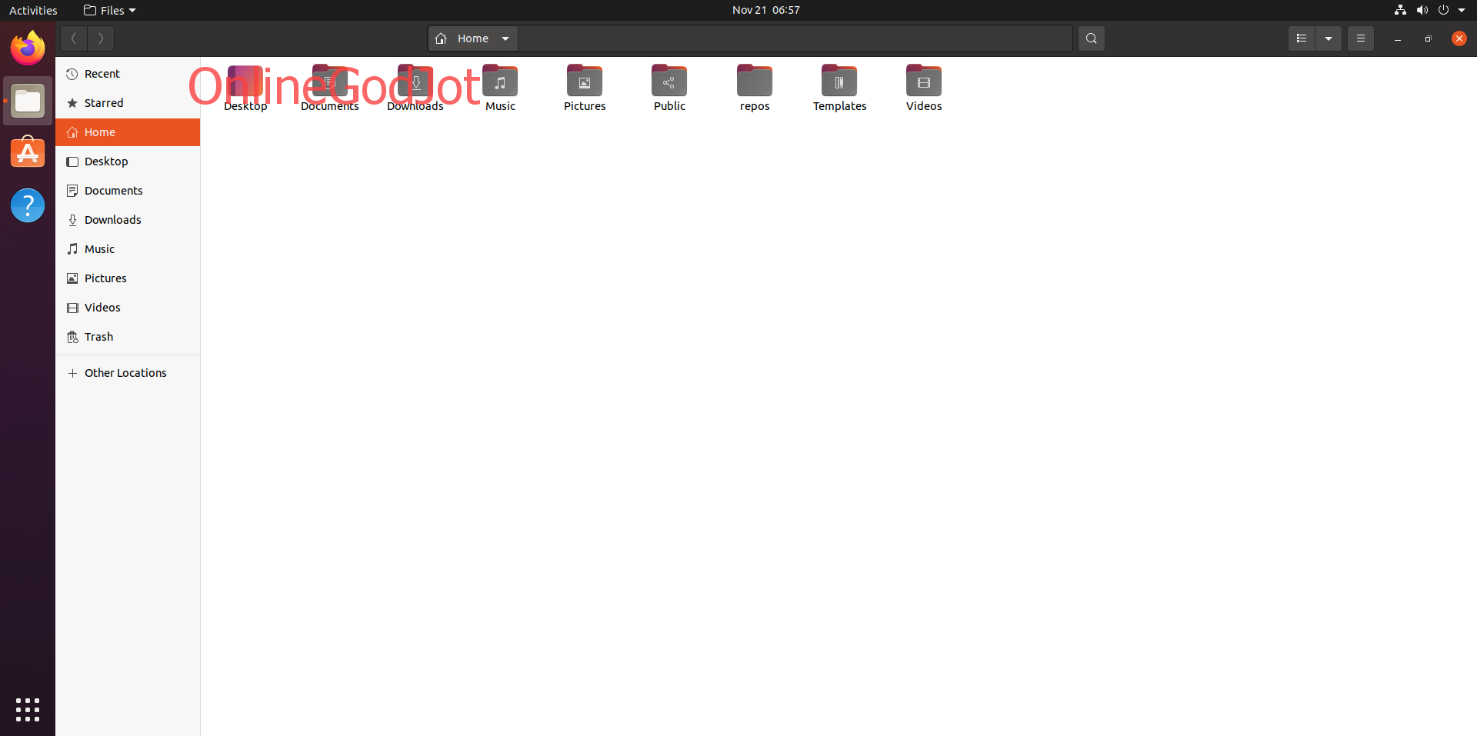 Activities Files Nov 21 06:57
Home
Recent
Starred
Home
Desktop
Documents
Downloads
Music
Pictures
Videos
Trash
Other Locations
OnlineGodJot
Desktop Documents Downloads Music Pictures Public repos Templates Videos